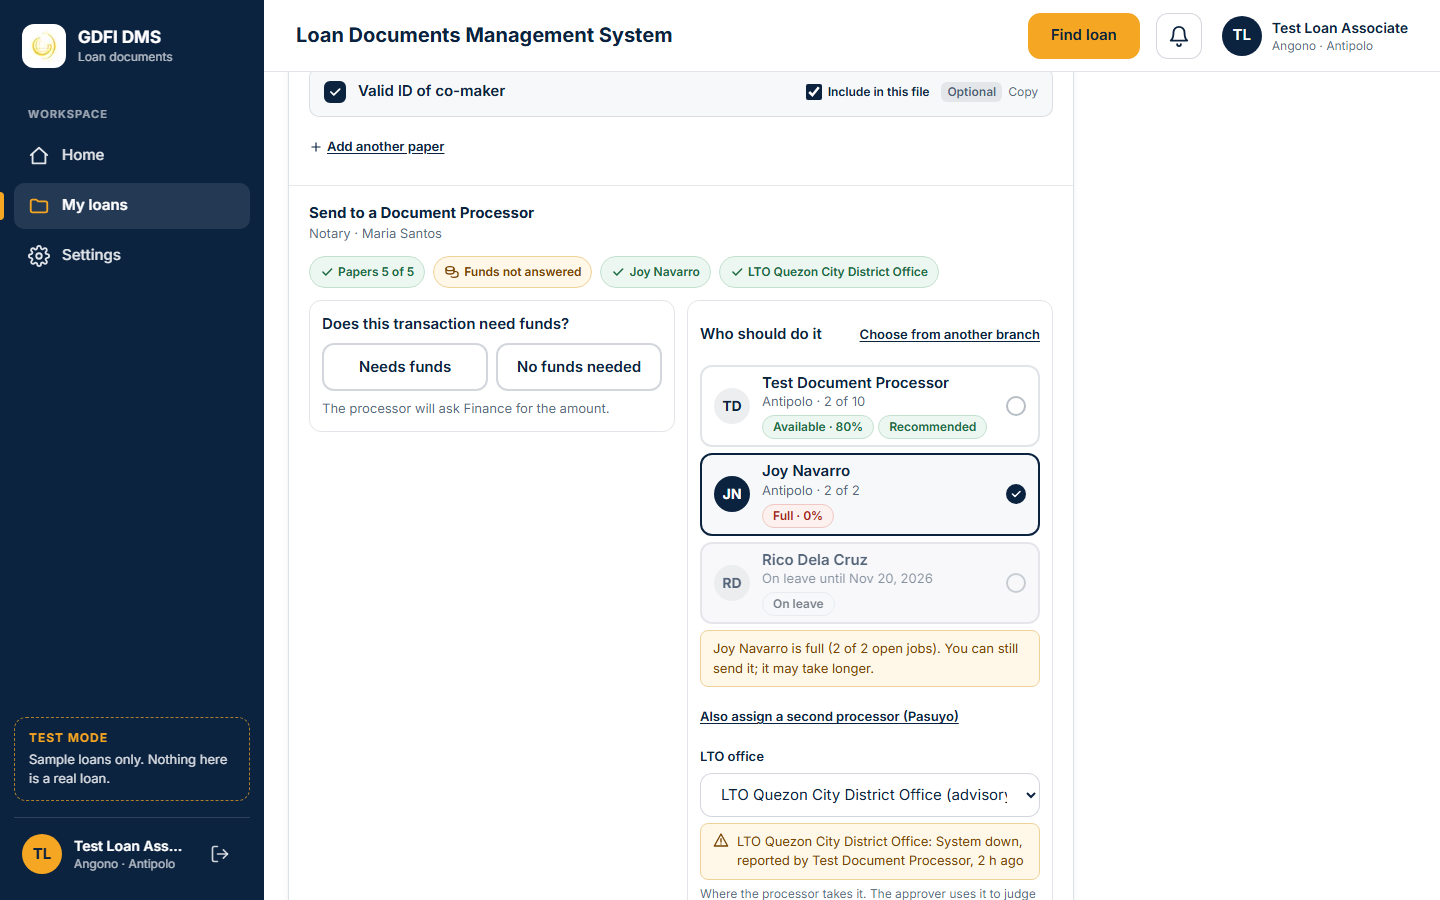 GDFI DMS
Loan documents
WORKSPACE
Home
My loans
Settings
TEST MODE
Sample loans only. Nothing here
is a real loan.
TL
Test Loan Ass...
Angono · Antipolo
Loan Documents Management System
Find loan
TL
Test Loan Associate
Angono · Antipolo
Valid ID of co-maker
Include in this file
Optional
Copy
+ Add another paper
Send to a Document Processor
Notary · Maria Santos
Papers 5 of 5
Funds not answered
Joy Navarro
LTO Quezon City District Office
Does this transaction need funds?
Needs funds
No funds needed
The processor will ask Finance for the amount.
Who should do it
Choose from another branch
TD
Test Document Processor
Antipolo · 2 of 10
Available · 80%
Recommended
JN
Joy Navarro
Antipolo · 2 of 2
Full · 0%
RD
Rico Dela Cruz
On leave until Nov 20, 2026
On leave
Joy Navarro is full (2 of 2 open jobs). You can still
send it; it may take longer.
Also assign a second processor (Pasuyo)
LTO office
LTO Quezon City District Office (advisory
LTO Quezon City District Office: System down,
reported by Test Document Processor, 2 h ago
Where the processor takes it. The approver uses it to judge